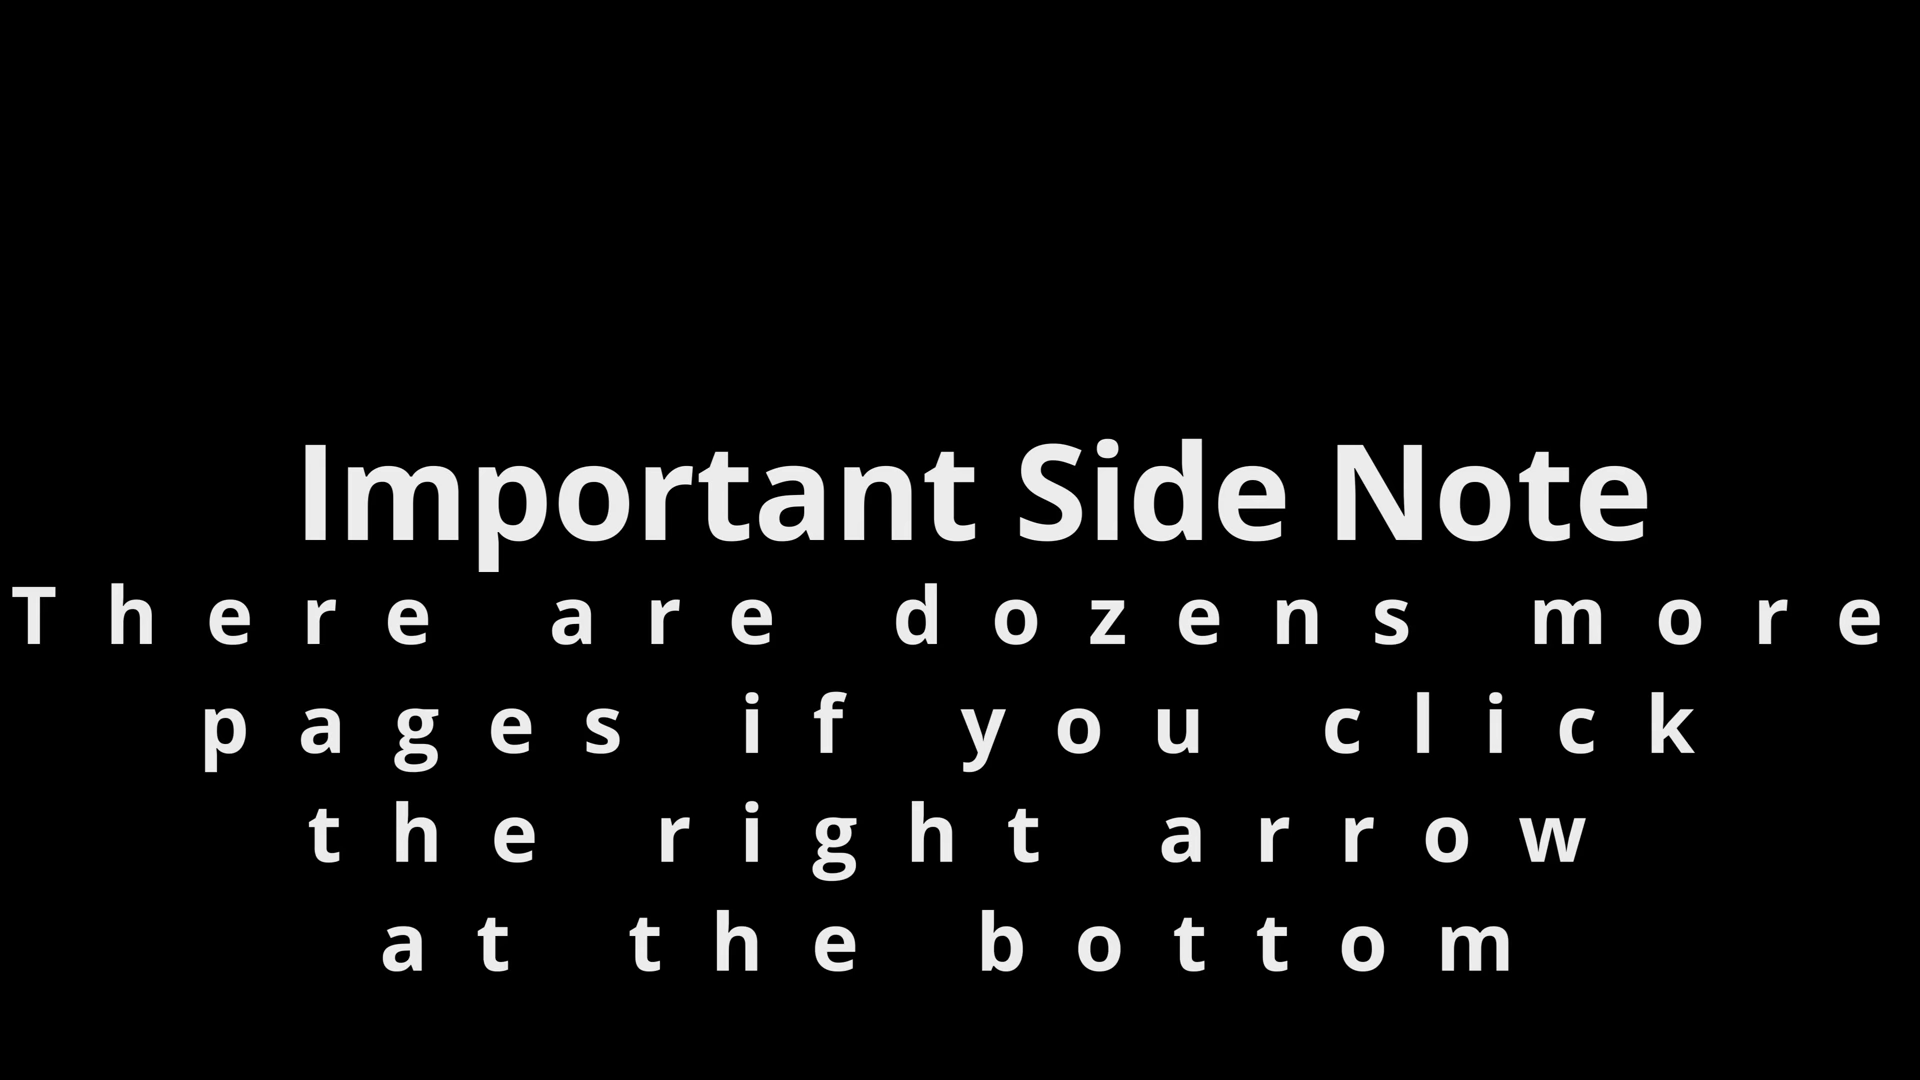 Important Side Note
There are dozens more
pages if you click
the right arrow
at the bottom